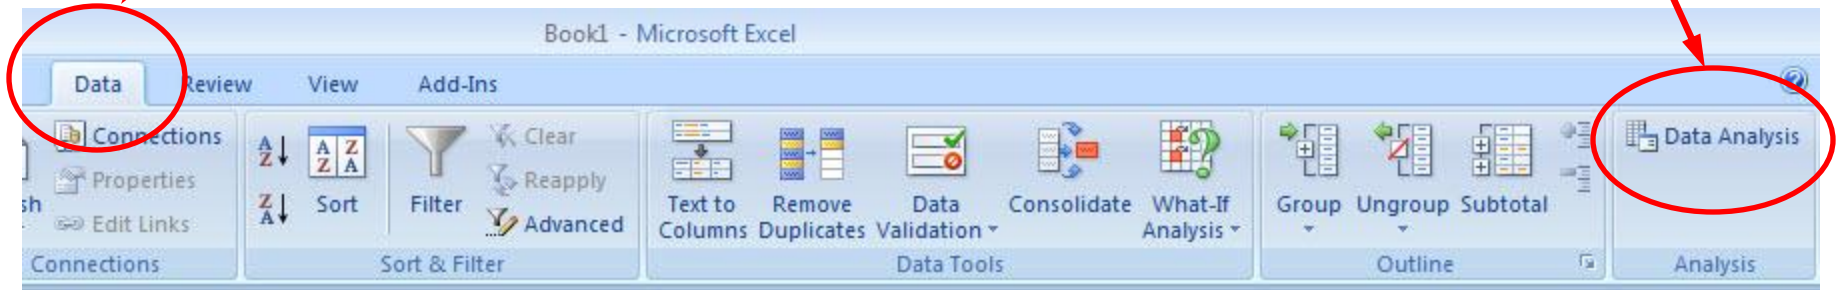 Book1 - Microsoft Excel
Data Review View Add-Ins
Connections
Properties
Edit Links
Connections
Sort
Filter
Clear
Reapply
Advanced
Sort & Filter
Text to
Columns
Remove
Duplicates
Data
Validation
Consolidate
What-If
Analysis
Data Tools
Group
Ungroup
Subtotal
Outline
Data Analysis
Analysis